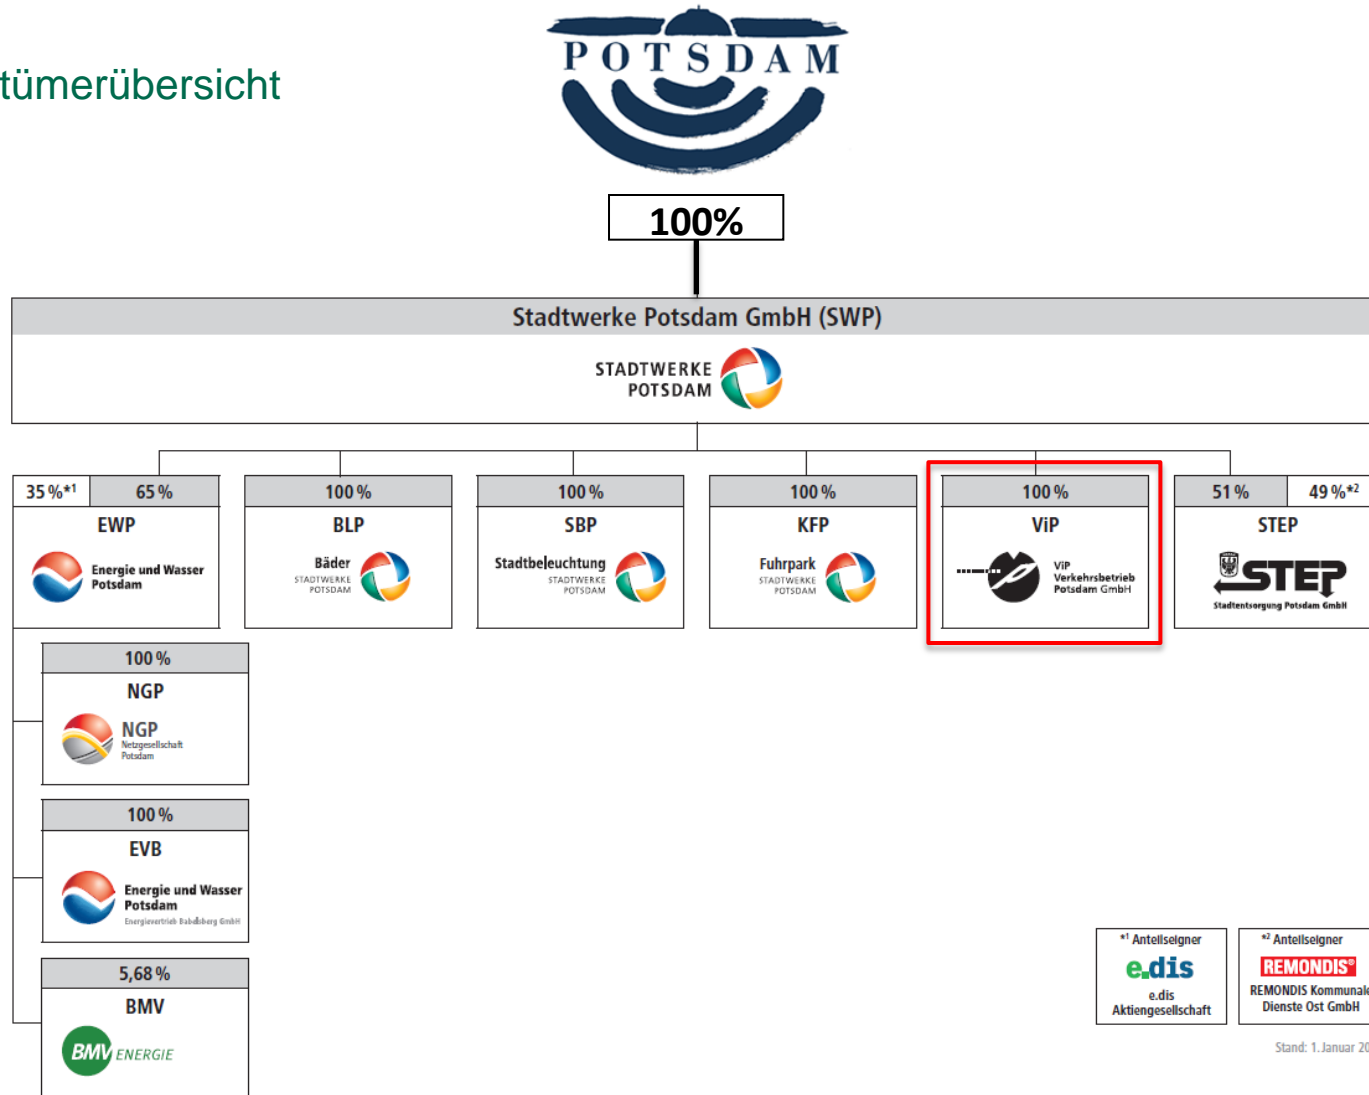 POTSDAM
tümerübersicht
100%
Stadtwerke Potsdam GmbH (SWP)
STADTWERKE
POTSDAM
35 %*1 65 %
EWP
Energie und Wasser
Potsdam
100 %
BLP
Bäder
STADTWERKE
POTSDAM
100 %
SBP
Stadtbeleuchtung
STADTWERKE
POTSDAM
100 %
KFP
Fuhrpark
STADTWERKE
POTSDAM
100 %
ViP
ViP
Verkehrsbetrieb
Potsdam GmbH
51 % 49 %*2
STEP
STEP
Stadtentsorgung Potsdam GmbH
100 %
NGP
NGP
Netzgesellschaft
Potsdam
100 %
EVB
Energie und Wasser
Potsdam
Energievertrieb Babelsberg GmbH
5,68 %
BMV
BMV ENERGIE
*1 Anteilseigner
e.dis
e.dis
Aktiengesellschaft
*2 Anteilseigner
REMONDIS®
REMONDIS Kommunale
Dienste Ost GmbH
Stand: 1. Januar 20